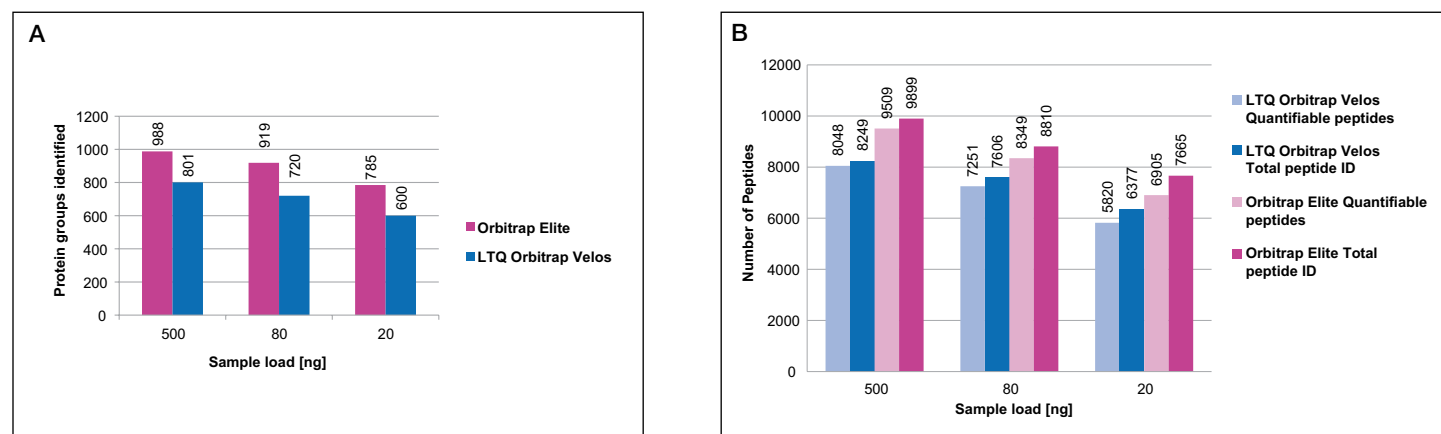 A
Protein groups identified
1200
1000
800
600
400
200
0
988
801
919
720
785
600
500
80
20
Sample load [ng]
Orbitrap Elite
LTQ Orbitrap Velos
B
Number of Peptides
12000
10000
8000
6000
4000
2000
0
8048
8249
9509
9899
7251
7606
8349
8810
5820
6377
6905
7665
500
80
20
Sample load [ng]
LTQ Orbitrap Velos
Quantifiable peptides
LTQ Orbitrap Velos
Total peptide ID
Orbitrap Elite Quantifiable
peptides
Orbitrap Elite Total
peptide ID